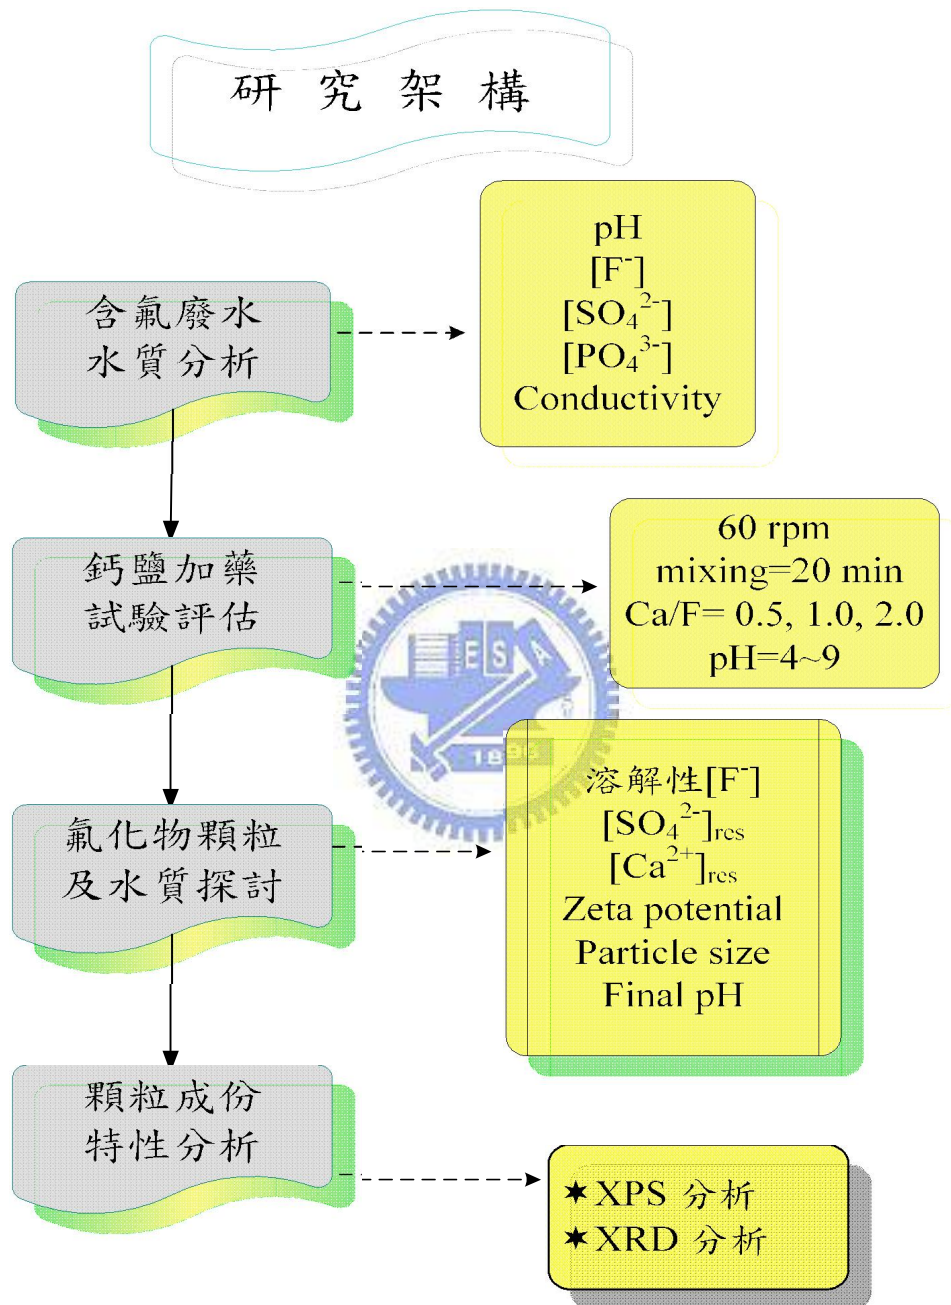 研究架構
含氟廢水
水質分析
pH
[F⁻]
[SO₄²⁻]
[PO₄³⁻]
Conductivity
鈣鹽加藥
試驗評估
60 rpm
mixing=20 min
Ca/F= 0.5, 1.0, 2.0
pH=4~9
ESA
1896
氟化物顆粒
及水質探討
溶解性[F⁻]
[SO₄²⁻]res
[Ca²⁺]res
Zeta potential
Particle size
Final pH
顆粒成份
特性分析
✶XPS 分析
✶XRD 分析